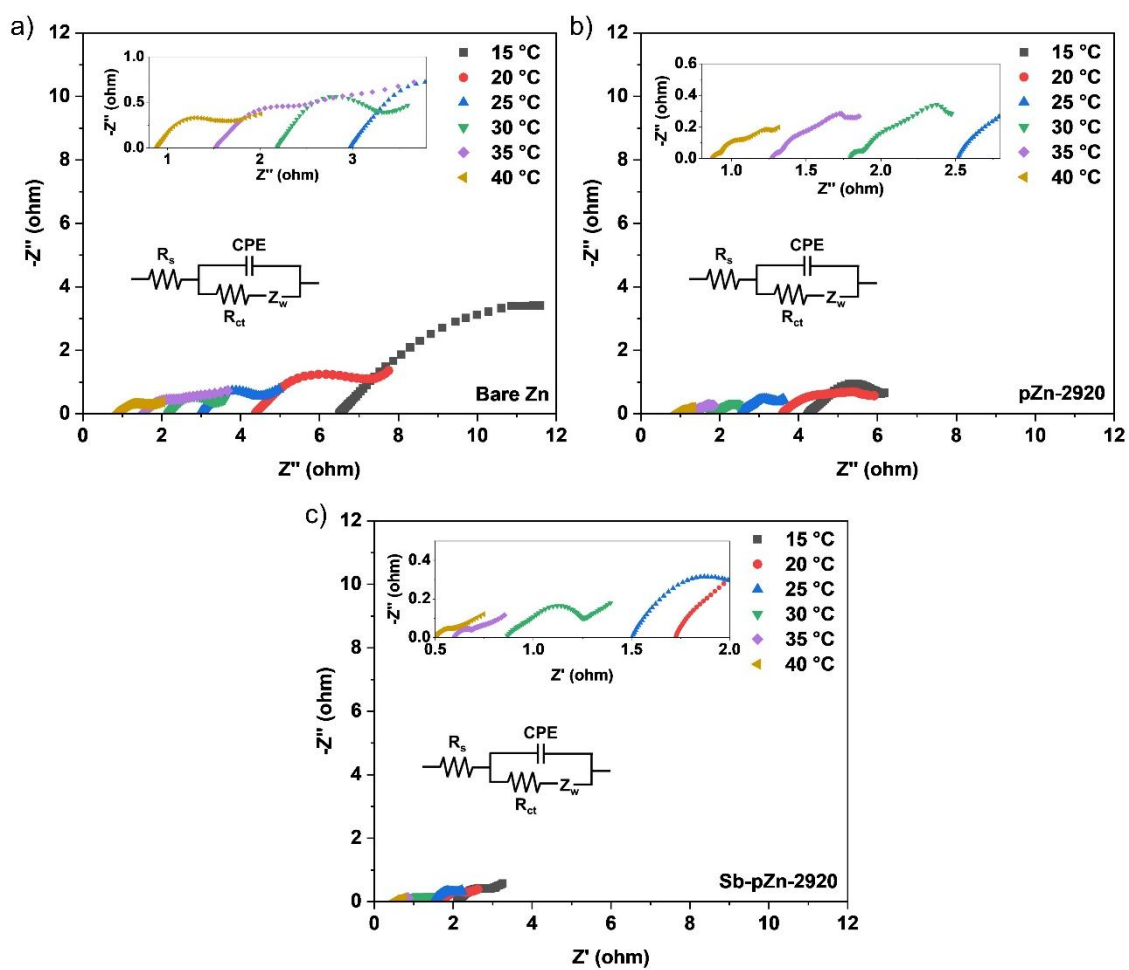 a)
12
10
8
6
4
2
0
0 2 4 6 8 10 12
-Z'' (ohm)
Z'' (ohm)
15 °C
20 °C
25 °C
30 °C
35 °C
40 °C
1.0
0.5
0.0
1 2 3
-Z'' (ohm)
Z'' (ohm)
CPE
Rs
Zw
Rct
Bare Zn
b)
12
10
8
6
4
2
0
0 2 4 6 8 10 12
-Z'' (ohm)
Z'' (ohm)
15 °C
20 °C
25 °C
30 °C
35 °C
40 °C
0.6
0.4
0.2
0.0
1.0 1.5 2.0 2.5
-Z'' (ohm)
Z'' (ohm)
CPE
Rs
Zw
Rct
pZn-2920
c)
12
10
8
6
4
2
0
0 2 4 6 8 10 12
-Z'' (ohm)
Z' (ohm)
15 °C
20 °C
25 °C
30 °C
35 °C
40 °C
0.4
0.2
0.0
0.5 1.0 1.5 2.0
-Z'' (ohm)
Z' (ohm)
CPE
Rs
Zw
Rct
Sb-pZn-2920